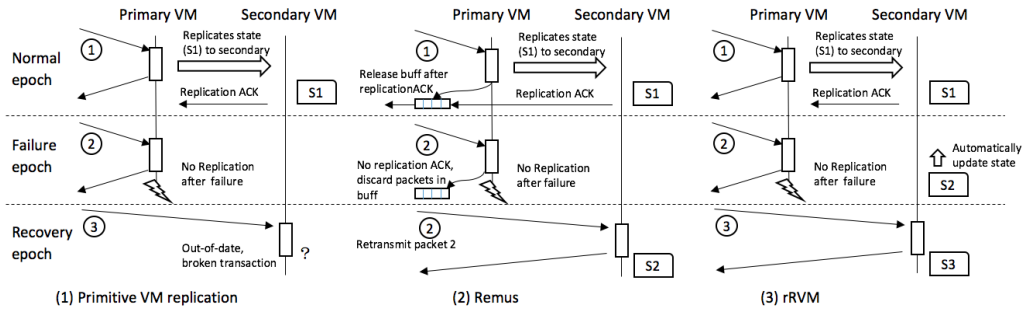 Primary VM
Secondary VM
Primary VM
Secondary VM
Primary VM
Secondary VM
Normal
epoch
1
Replicates state
(S1) to secondary
Replication ACK
S1
1
Replicates state
(S1) to secondary
Release buff after
replicationACK
Replication ACK
S1
1
Replicates state
(S1) to secondary
Replication ACK
S1
Failure
epoch
2
No Replication
after failure
2
No replication ACK,
discard packets in
buff
No Replication
after failure
2
No Replication
after failure
Automatically
update state
S2
Recovery
epoch
3
Out-of-date,
broken transaction
?
2
Retransmit packet 2
S2
3
S3
(1) Primitive VM replication
(2) Remus
(3) rRVM